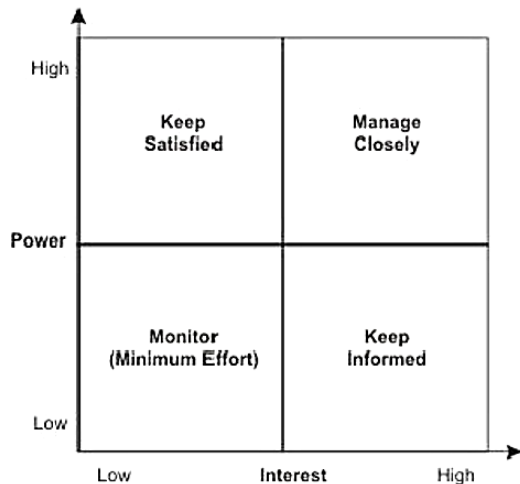 High
Keep
Satisfied
Manage
Closely
Power
Monitor
(Minimum Effort)
Keep
Informed
Low
Low
Interest
High